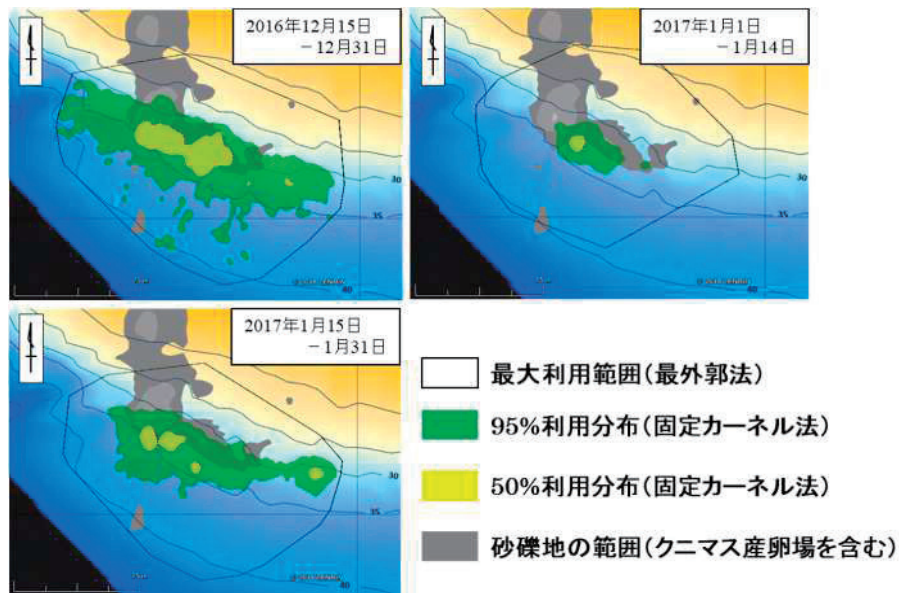 2016年12月15日
－12月31日
30
35
40
2017年1月1日
－1月14日
30
35
40
2017年1月15日
－1月31日
30
35
40
最大利用範囲(最外郭法)
95%利用分布(固定カーネル法)
50%利用分布(固定カーネル法)
砂礫地の範囲(クニマス産卵場を含む)